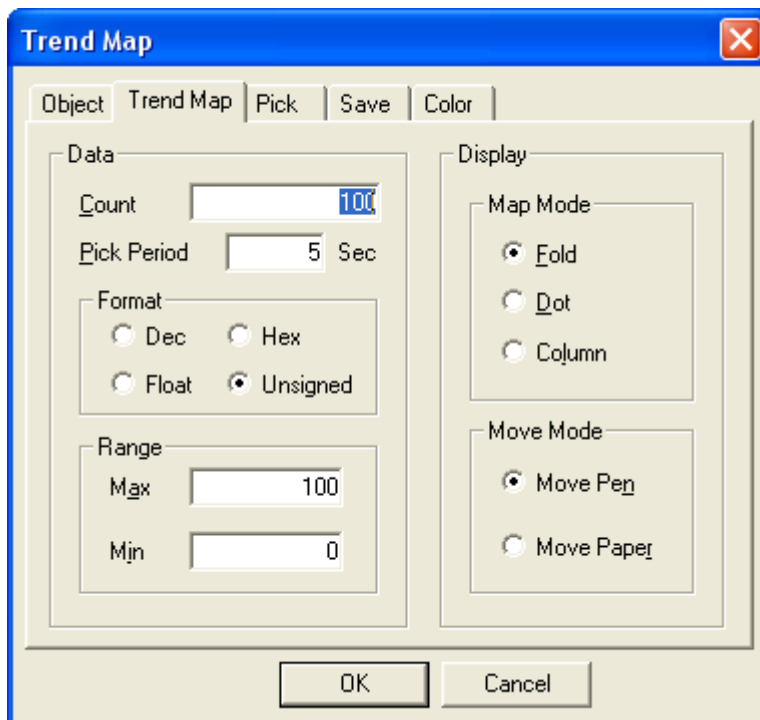 Trend Map
Object Trend Map Pick Save Color
Data
Count 100
Pick Period 5 Sec
Format
Dec Hex
Float Unsigned
Range
Max 100
Min 0
Display
Map Mode
Fold
Dot
Column
Move Mode
Move Pen
Move Paper
OK Cancel